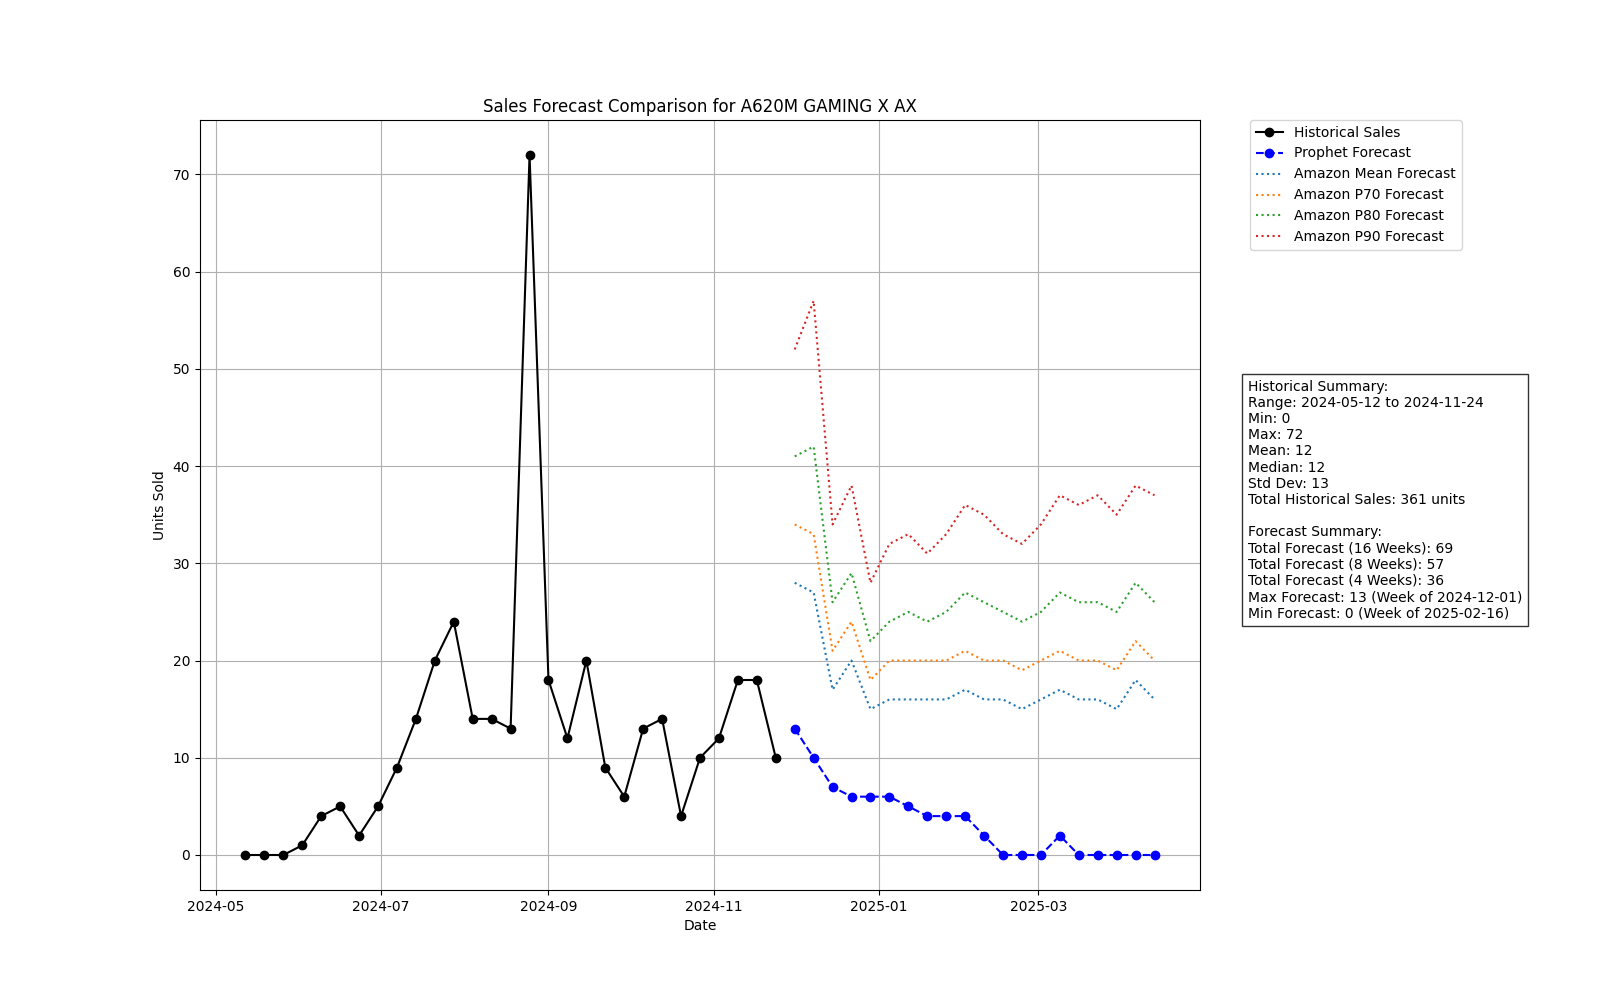 Sales Forecast Comparison for A620M GAMING X AX
Historical Sales
Prophet Forecast
Amazon Mean Forecast
Amazon P70 Forecast
Amazon P80 Forecast
Amazon P90 Forecast
Units Sold
70
60
50
40
30
20
10
0
2024-05
2024-07
2024-09
2024-11
2025-01
2025-03
Date
Historical Summary:
Range: 2024-05-12 to 2024-11-24
Min: 0
Max: 72
Mean: 12
Median: 12
Std Dev: 13
Total Historical Sales: 361 units
Forecast Summary:
Total Forecast (16 Weeks): 69
Total Forecast (8 Weeks): 57
Total Forecast (4 Weeks): 36
Max Forecast: 13 (Week of 2024-12-01)
Min Forecast: 0 (Week of 2025-02-16)